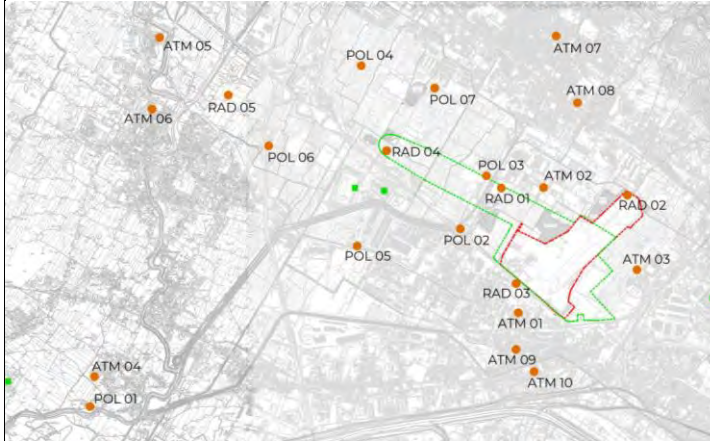 ATM 05
POL 04
ATM 07
RAD 05
POL 07
ATM 08
ATM 06
POL 06
RAD 04
POL 03
RAD 01
ATM 02
RAD 02
POL 02
POL 05
ATM 03
RAD 03
ATM 01
ATM 09
ATM 10
ATM 04
POL 01